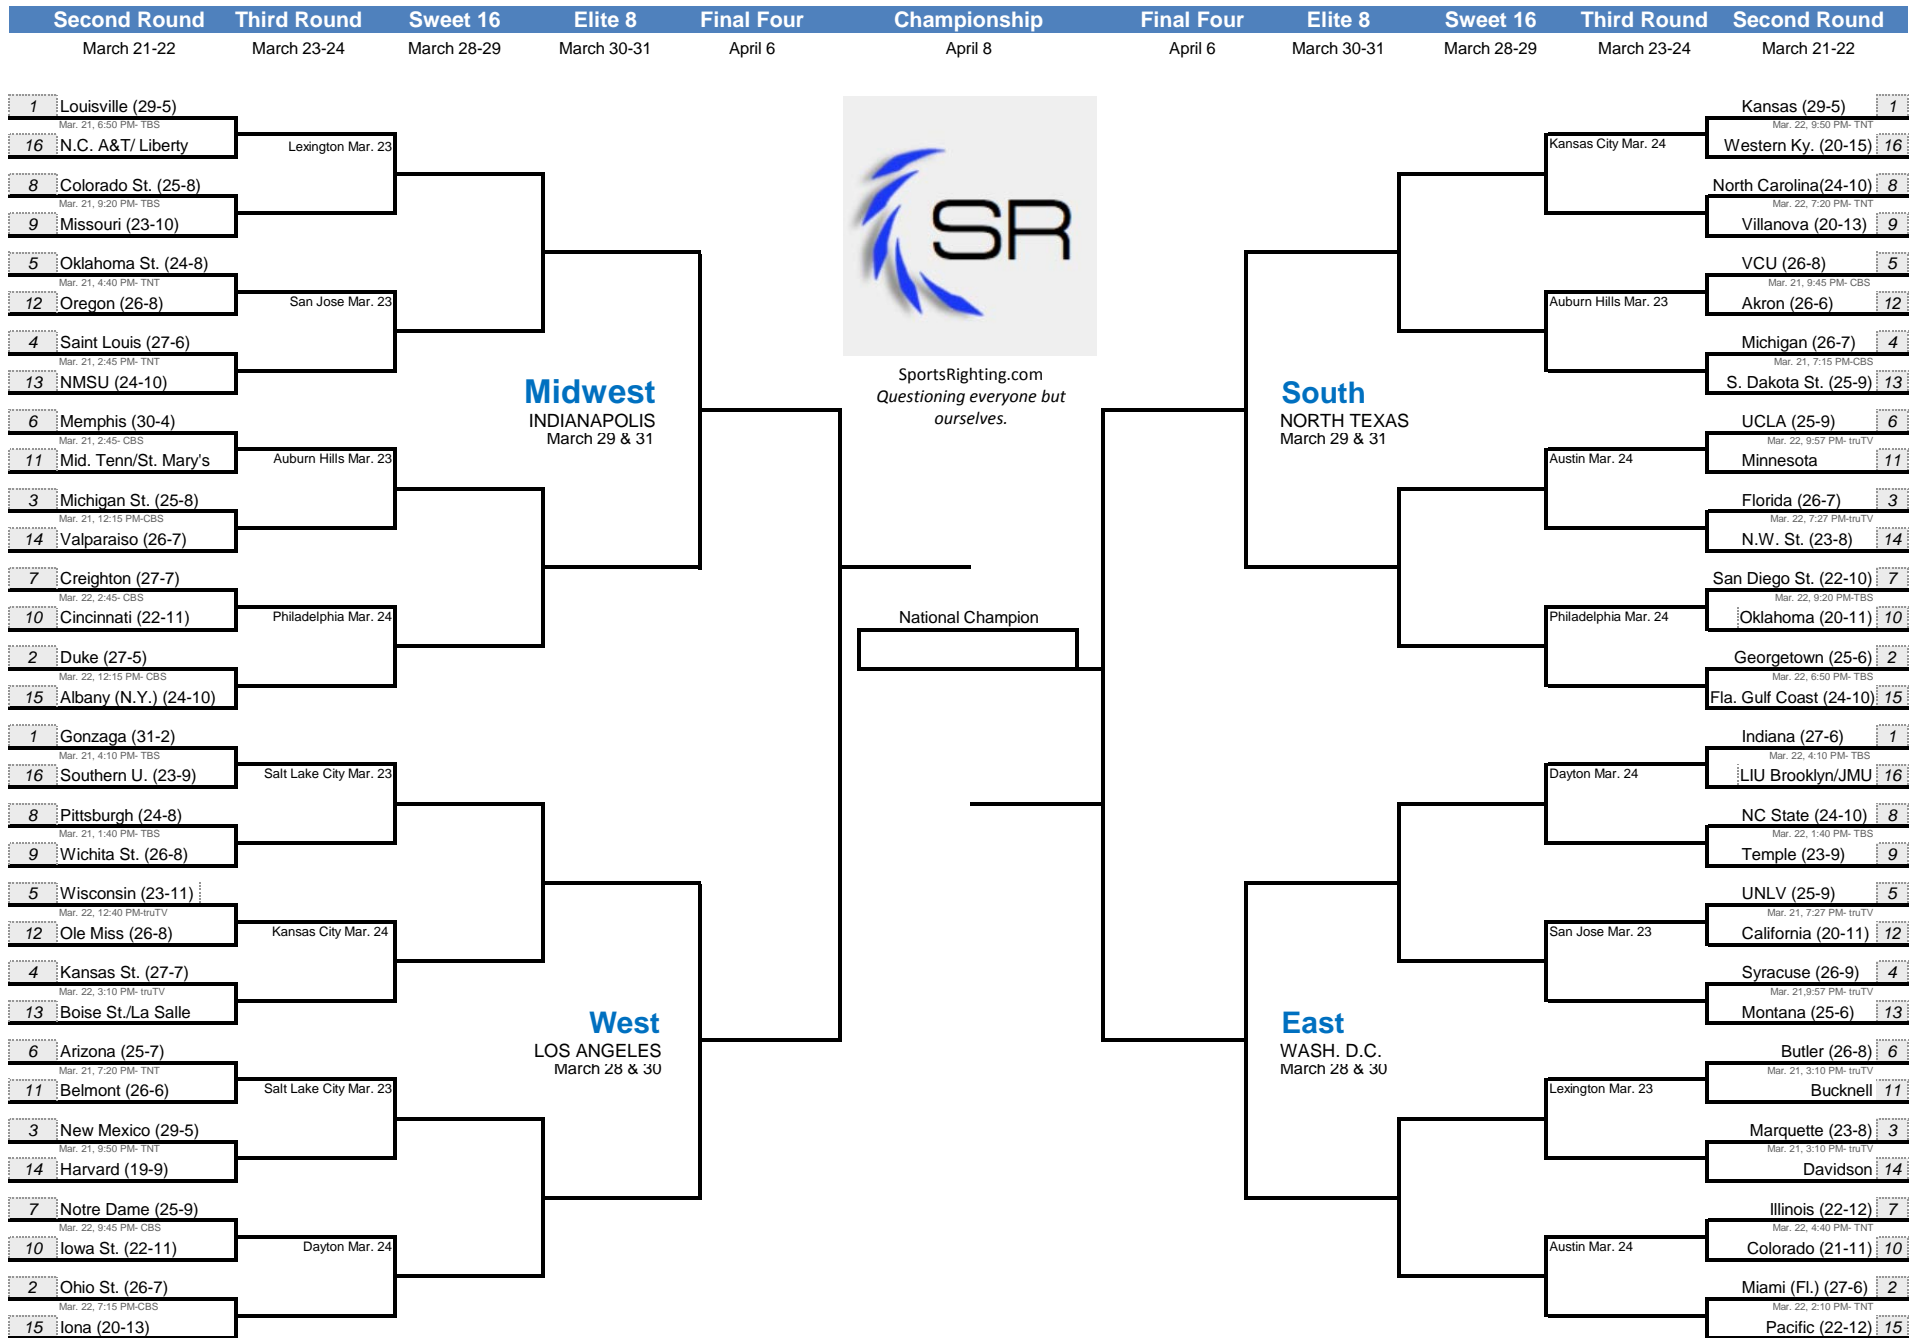 Second Round Third Round Sweet 16 Elite 8 Final Four Championship Final Four Elite 8 Sweet 16 Third Round Second Round
March 21-22 March 23-24 March 28-29 March 30-31 April 6 April 8 April 6 March 30-31 March 28-29 March 23-24 March 21-22
1 Louisville (29-5)
Mar. 21, 6:50 PM- TBS
16 N.C. A&T/ Liberty
Lexington Mar. 23
8 Colorado St. (25-8)
Mar. 21, 9:20 PM- TBS
9 Missouri (23-10)
5 Oklahoma St. (24-8)
Mar. 21, 4:40 PM- TNT
12 Oregon (26-8)
San Jose Mar. 23
4 Saint Louis (27-6)
Mar. 21, 2:45 PM- TNT
13 NMSU (24-10)
Midwest
INDIANAPOLIS
March 29 & 31
6 Memphis (30-4)
Mar. 21, 2:45- CBS
11 Mid. Tenn/St. Mary's
Auburn Hills Mar. 23
3 Michigan St. (25-8)
Mar. 21, 12:15 PM-CBS
14 Valparaiso (26-7)
7 Creighton (27-7)
Mar. 22, 2:45- CBS
10 Cincinnati (22-11)
Philadelphia Mar. 24
2 Duke (27-5)
Mar. 22, 12:15 PM- CBS
15 Albany (N.Y.) (24-10)
1 Gonzaga (31-2)
Mar. 21, 4:10 PM- TBS
16 Southern U. (23-9)
Salt Lake City Mar. 23
8 Pittsburgh (24-8)
Mar. 21, 1:40 PM- TBS
9 Wichita St. (26-8)
5 Wisconsin (23-11)
Mar. 22, 12:40 PM-truTV
12 Ole Miss (26-8)
Kansas City Mar. 24
4 Kansas St. (27-7)
Mar. 22, 3:10 PM- truTV
13 Boise St./La Salle
West
LOS ANGELES
March 28 & 30
6 Arizona (25-7)
Mar. 21, 7:20 PM- TNT
11 Belmont (26-6)
Salt Lake City Mar. 23
3 New Mexico (29-5)
Mar. 21, 9:50 PM- TNT
14 Harvard (19-9)
7 Notre Dame (25-9)
Mar. 22, 9:45 PM- CBS
10 Iowa St. (22-11)
Dayton Mar. 24
2 Ohio St. (26-7)
Mar. 22, 7:15 PM-CBS
15 Iona (20-13)
SR
SportsRighting.com
Questioning everyone but
ourselves.
National Champion
Kansas (29-5) 1
Mar. 22, 9:50 PM- TNT
Western Ky. (20-15) 16
Kansas City Mar. 24
North Carolina(24-10) 8
Mar. 22, 7:20 PM- TNT
Villanova (20-13) 9
VCU (26-8) 5
Mar. 21, 9:45 PM- CBS
Akron (26-6) 12
Auburn Hills Mar. 23
Michigan (26-7) 4
Mar. 21, 7:15 PM-CBS
S. Dakota St. (25-9) 13
South
NORTH TEXAS
March 29 & 31
UCLA (25-9) 6
Mar. 22, 9:57 PM- truTV
Minnesota 11
Austin Mar. 24
Florida (26-7) 3
Mar. 22, 7:27 PM-truTV
N.W. St. (23-8) 14
San Diego St. (22-10) 7
Mar. 22, 9:20 PM-TBS
Oklahoma (20-11) 10
Philadelphia Mar. 24
Georgetown (25-6) 2
Mar. 22, 6:50 PM- TBS
Fla. Gulf Coast (24-10) 15
Indiana (27-6) 1
Mar. 22, 4:10 PM- TBS
LIU Brooklyn/JMU 16
Dayton Mar. 24
NC State (24-10) 8
Mar. 22, 1:40 PM- TBS
Temple (23-9) 9
UNLV (25-9) 5
Mar. 21, 7:27 PM- truTV
California (20-11) 12
San Jose Mar. 23
Syracuse (26-9) 4
Mar. 21,9:57 PM- truTV
Montana (25-6) 13
East
WASH. D.C.
March 28 & 30
Butler (26-8) 6
Mar. 21, 3:10 PM- truTV
Bucknell 11
Lexington Mar. 23
Marquette (23-8) 3
Mar. 21, 3:10 PM- truTV
Davidson 14
Illinois (22-12) 7
Mar. 22, 4:40 PM- TNT
Colorado (21-11) 10
Austin Mar. 24
Miami (Fl.) (27-6) 2
Mar. 22, 2:10 PM- TNT
Pacific (22-12) 15